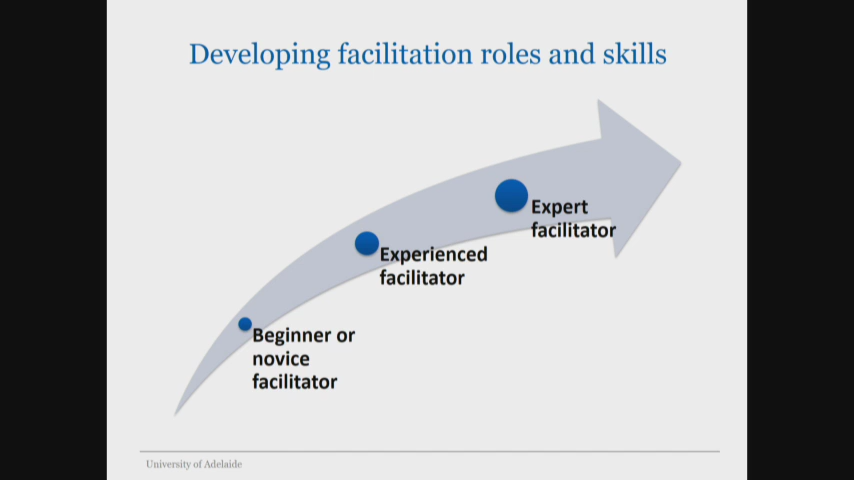 Developing facilitation roles and skills
Expert
facilitator
Experienced
facilitator
Beginner or
novice
facilitator
University of Adelaide